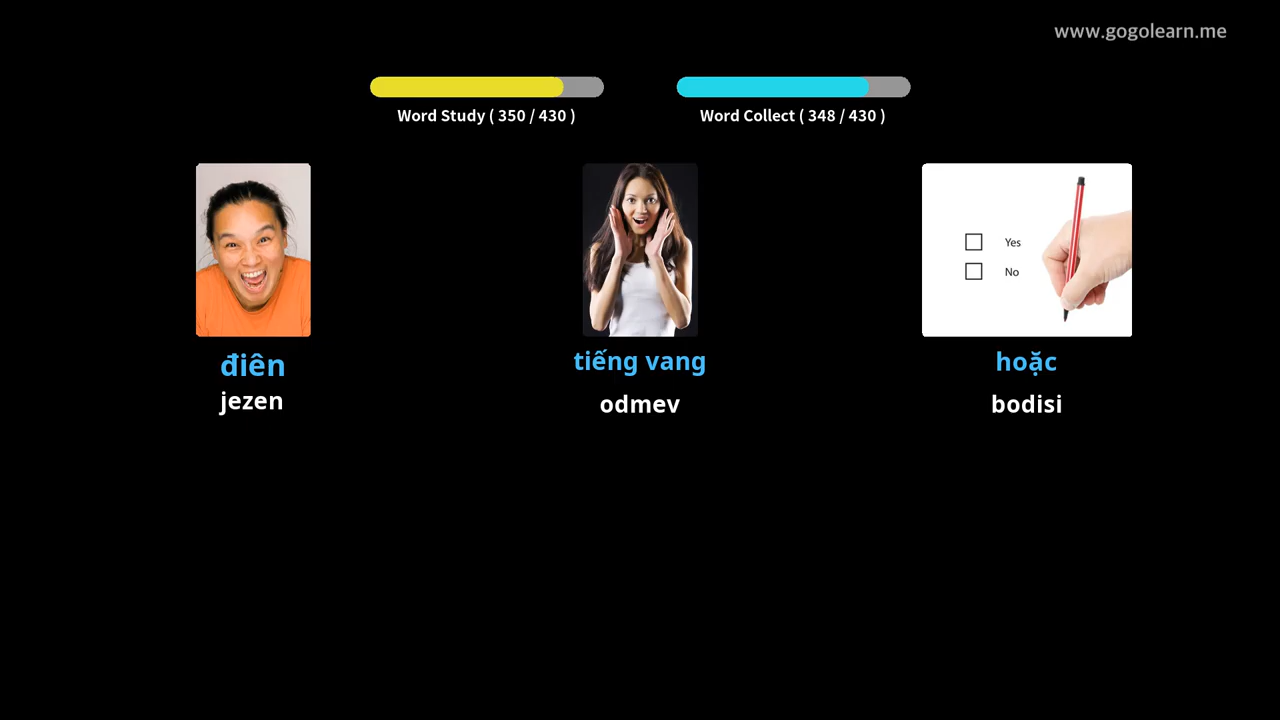 www.gogolearn.me
Word Study ( 350 / 430 )
Word Collect ( 348 / 430 )
Yes
No
điên
tiếng vang
hoặc
jezen
odmev
bodisi